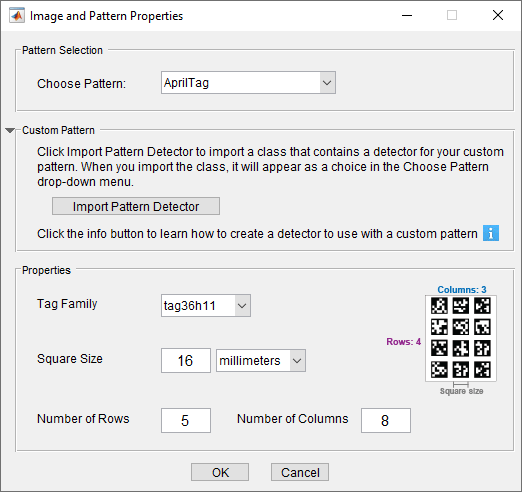 Image and Pattern Properties
Pattern Selection
Choose Pattern:
AprilTag
Custom Pattern
Click Import Pattern Detector to import a class that contains a detector for your custom
pattern. When you import the class, it will appear as a choice in the Choose Pattern
drop-down menu.
Import Pattern Detector
Click the info button to learn how to create a detector to use with a custom pattern
i
Properties
Tag Family
tag36h11
Columns: 3
Rows: 4
Square size
Square Size
16
millimeters
Number of Rows
5
Number of Columns
8
OK
Cancel